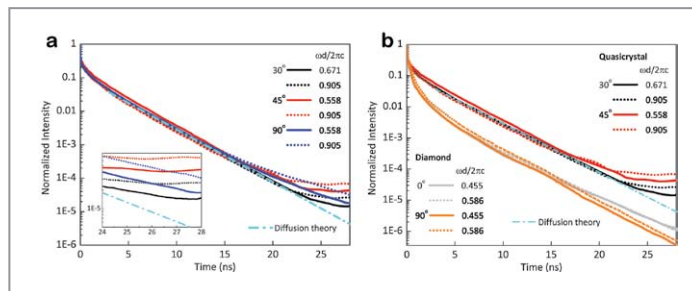 a
ωd/2πc
30° 0.671
0.905
45° 0.558
0.905
90° 0.558
0.905
Normalized Intensity
1
0.1
0.01
1E-3
1E-4
1E-5
1E-6
1E-5
24 25 26 27 28
Diffusion theory
0 5 10 15 20 25
Time (ns)
b
Quasicrystal
ωd/2πc
30° 0.671
0.905
45° 0.558
0.905
Normalized Intensity
1
0.1
0.01
1E-3
1E-4
1E-5
1E-6
Diamond
ωd/2πc
0° 0.455
0.586
90° 0.455
0.586
Diffusion theory
0 5 10 15 20 25
Time (ns)